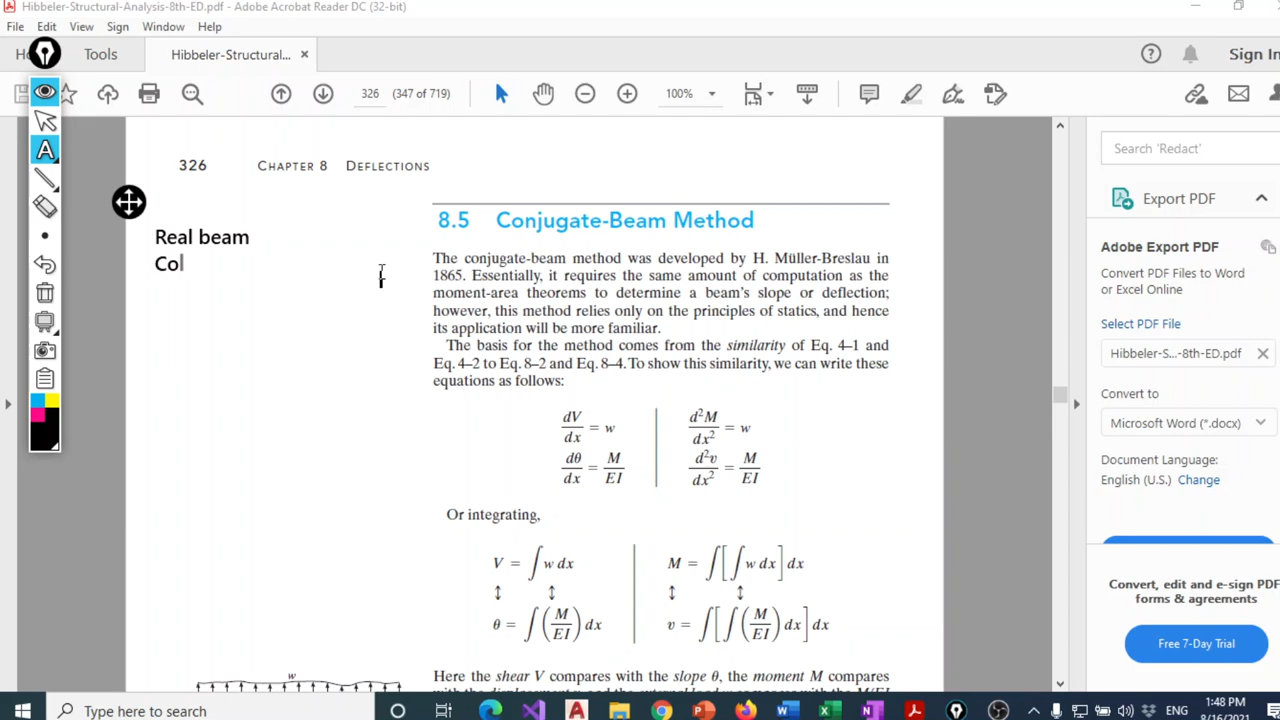 Hibbeler-Structural-Analysis-8th-ED.pdf - Adobe Acrobat Reader DC (32-bit)
File Edit View Sign Window Help
Tools Hibbeler-Structural... × Sign In
326 (347 of 719) 100%
Search 'Redact'
326 CHAPTER 8 DEFLECTIONS
Export PDF
Real beam
Col
8.5 Conjugate-Beam Method
The conjugate-beam method was developed by H. Müller-Breslau in
1865. Essentially, it requires the same amount of computation as the
moment-area theorems to determine a beam's slope or deflection;
however, this method relies only on the principles of statics, and hence
its application will be more familiar.
The basis for the method comes from the similarity of Eq. 4–1 and
Eq. 4–2 to Eq. 8–2 and Eq. 8–4. To show this similarity, we can write these
equations as follows:
dV/dx = w d²M/dx² = w
dθ/dx = M/EI d²v/dx² = M/EI
Or integrating,
V = ∫ w dx M = ∫[∫ w dx] dx
↕ ↕ ↕ ↕
θ = ∫(M/EI) dx v = ∫[∫(M/EI) dx] dx
w
Here the shear V compares with the slope θ, the moment M compares
Adobe Export PDF
Convert PDF Files to Word
or Excel Online
Select PDF File
Hibbeler-S...-8th-ED.pdf ×
Convert to
Microsoft Word (*.docx)
Document Language:
English (U.S.) Change
Convert, edit and e-sign PDF
forms & agreements
Free 7-Day Trial
Type here to search
ENG
1:48 PM